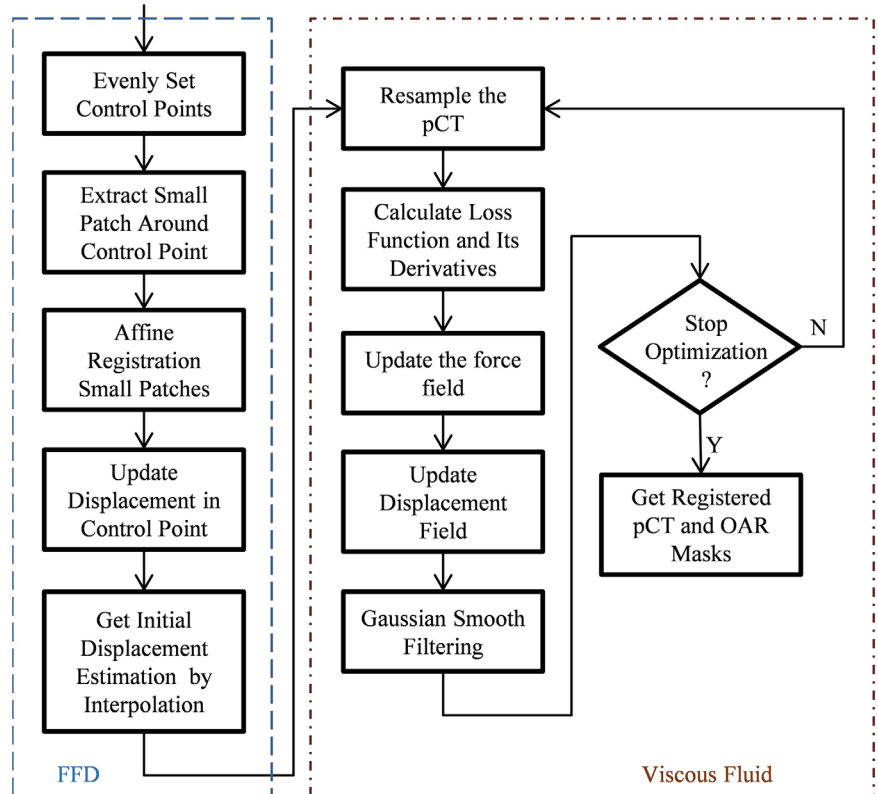 Evenly Set
Control Points
Extract Small
Patch Around
Control Point
Affine
Registration
Small Patches
Update
Displacement in
Control Point
Get Initial
Displacement
Estimation by
Interpolation
FFD
Resample the
pCT
Calculate Loss
Function and Its
Derivatives
Update the force
field
Update
Displacement
Field
Gaussian Smooth
Filtering
Stop
Optimization
?
N
Y
Get Registered
pCT and OAR
Masks
Viscous Fluid